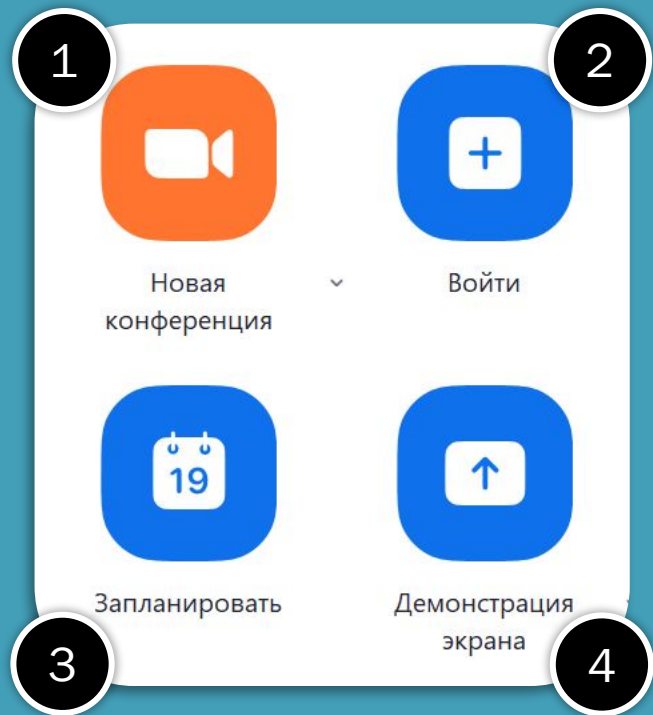 1
2
Новая
конференция
Войти
19
Запланировать
Демонстрация
экрана
3
4